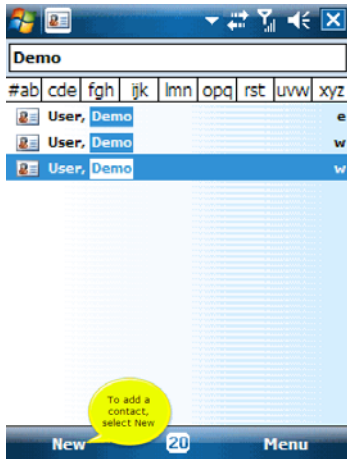 Demo
#ab cde fgh ijk lmn opq rst uvw xyz
User, Demo e
User, Demo w
User, Demo w
To add a
contact,
select New
New 20 Menu